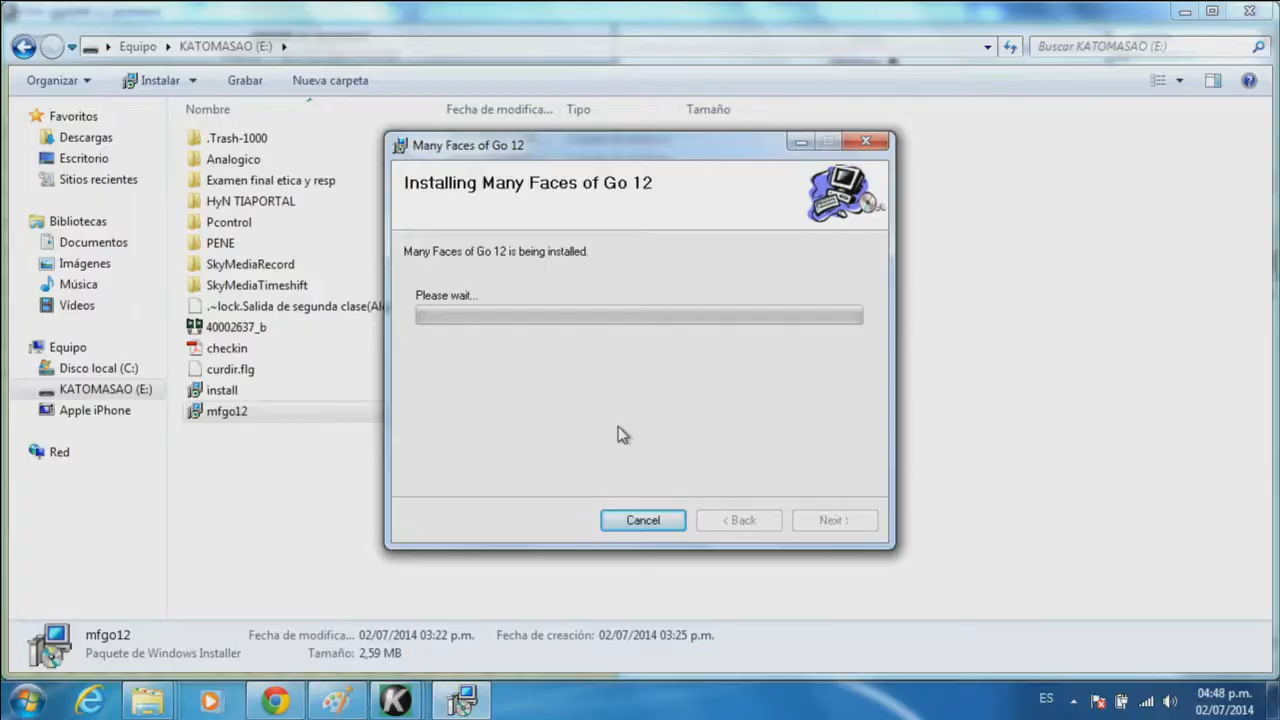 Equipo
KATOMASAO (E:)
Buscar KATOMASAO (E:)
Organizar
Instalar
Grabar
Nueva carpeta
Nombre
Fecha de modifica...
Tipo
Tamaño
Favoritos
Descargas
Escritorio
Sitios recientes
Bibliotecas
Documentos
Imágenes
Música
Vídeos
Equipo
Disco local (C:)
KATOMASAO (E:)
Apple iPhone
Red
.Trash-1000
Analogico
Examen final etica y resp
HyN TIAPORTAL
Pcontrol
PENE
SkyMediaRecord
SkyMediaTimeshift
.~lock.Salida de segunda clase(Al
40002637_b
checkin
curdir.flg
install
mfgo12
Many Faces of Go 12
Installing Many Faces of Go 12
Many Faces of Go 12 is being installed.
Please wait...
Cancel
< Back
Next >
mfgo12
Fecha de modifica... 02/07/2014 03:22 p.m.
Fecha de creación: 02/07/2014 03:25 p.m.
Paquete de Windows Installer
Tamaño: 2,59 MB
ES
04:48 p.m.
02/07/2014